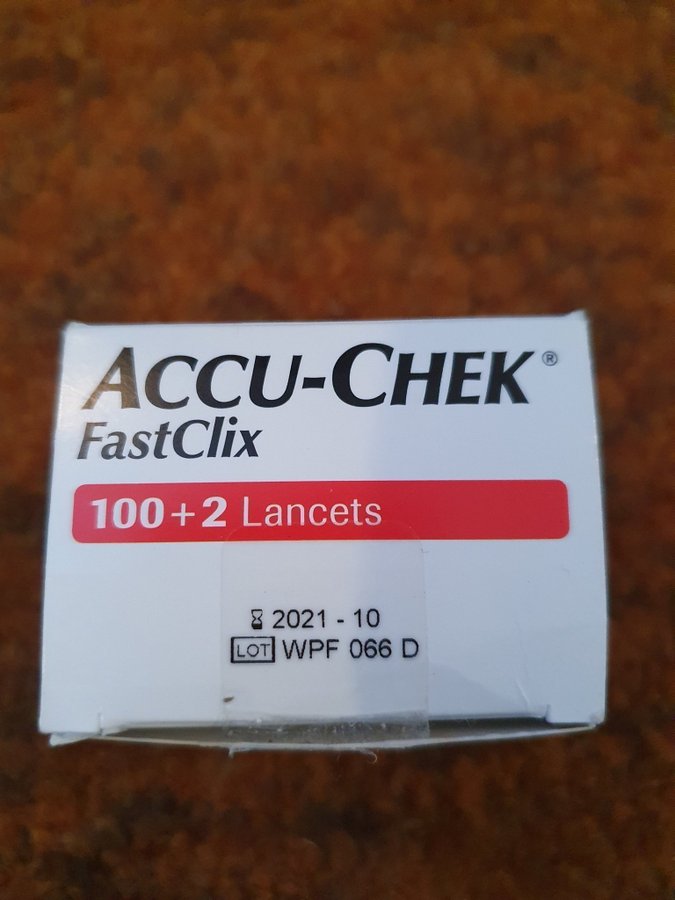 ACCU-CHEK®
FastClix
100+2 Lancets
2021 - 10
LOT WPF 066 D